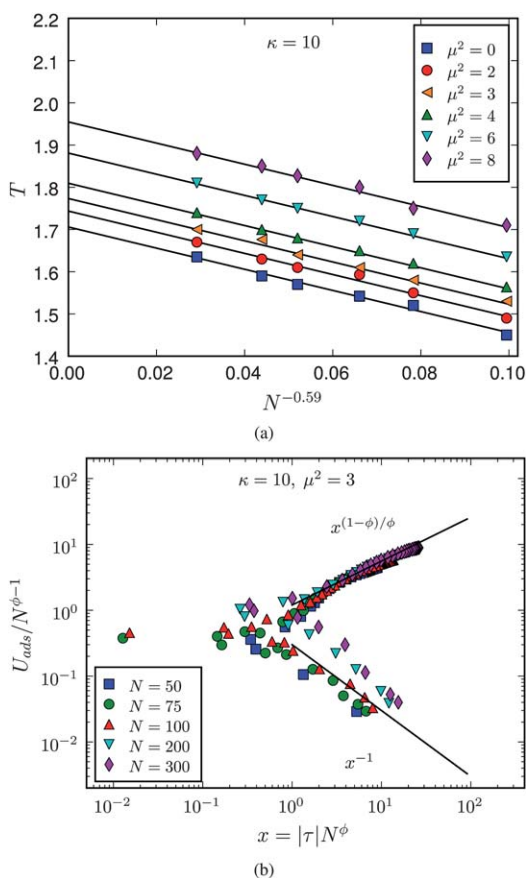 κ = 10
2.2
2.1
2.0
1.9
1.8
1.7
1.6
1.5
1.4
T
μ² = 0
μ² = 2
μ² = 3
μ² = 4
μ² = 6
μ² = 8
0.00 0.02 0.04 0.06 0.08 0.10
N^{-0.59}
(a)
κ = 10, μ² = 3
10²
10¹
10⁰
10⁻¹
10⁻²
U_{ads}/N^{ϕ-1}
x^{(1-ϕ)/ϕ}
x^{-1}
N = 50
N = 75
N = 100
N = 200
N = 300
10⁻² 10⁻¹ 10⁰ 10¹ 10²
x = |τ|N^ϕ
(b)